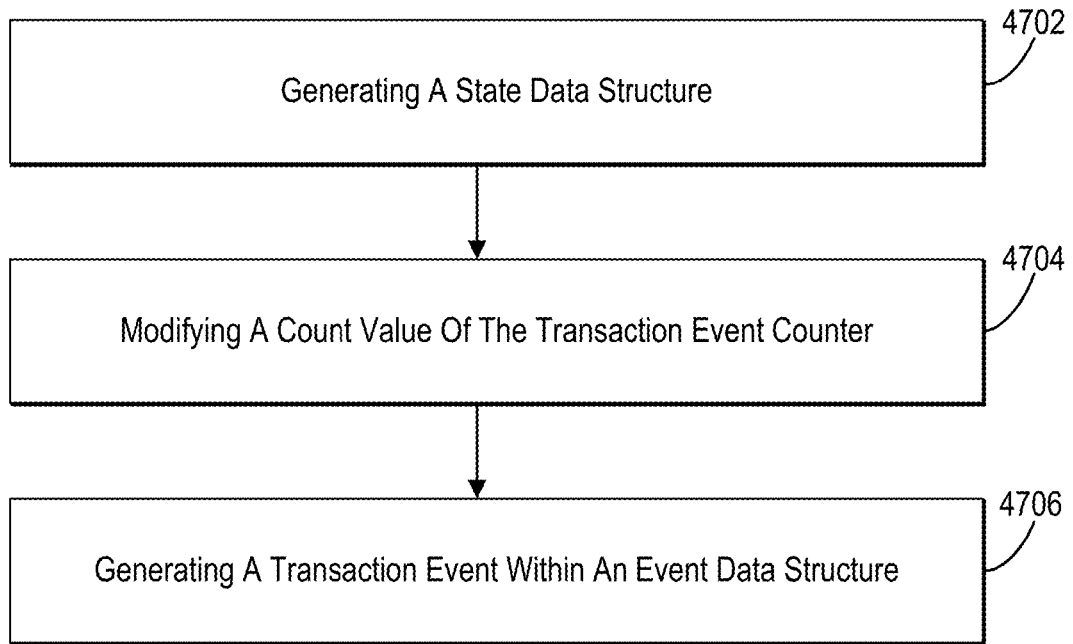 4702
Generating A State Data Structure
4704
Modifying A Count Value Of The Transaction Event Counter
4706
Generating A Transaction Event Within An Event Data Structure